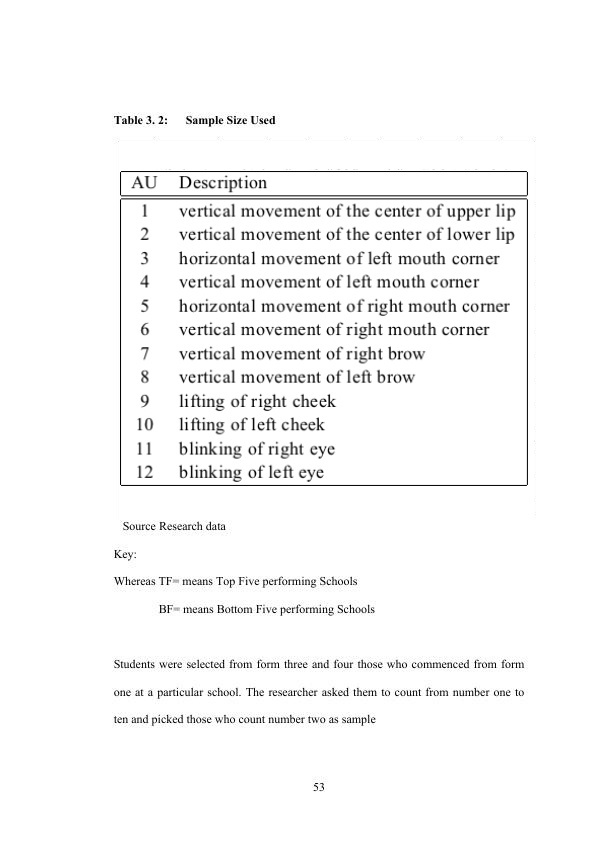 Table 3. 2: Sample Size Used
AU Description
1 vertical movement of the center of upper lip
2 vertical movement of the center of lower lip
3 horizontal movement of left mouth corner
4 vertical movement of left mouth corner
5 horizontal movement of right mouth corner
6 vertical movement of right mouth corner
7 vertical movement of right brow
8 vertical movement of left brow
9 lifting of right cheek
10 lifting of left cheek
11 blinking of right eye
12 blinking of left eye
Source Research data
Key:
Whereas TF= means Top Five performing Schools
BF= means Bottom Five performing Schools
Students were selected from form three and four those who commenced from form
one at a particular school. The researcher asked them to count from number one to
ten and picked those who count number two as sample
53